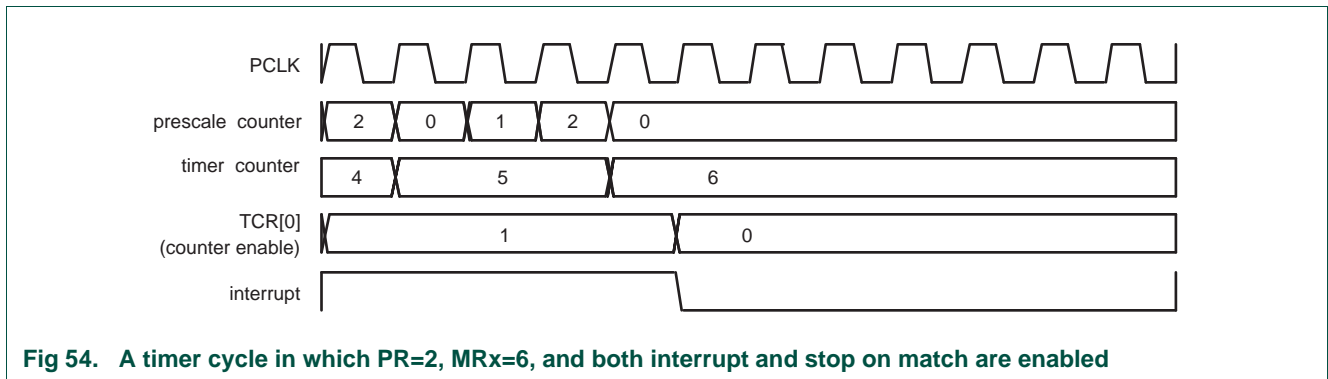 PCLK
prescale counter
2 0 1 2 0
timer counter
4 5 6
TCR[0]
(counter enable)
1 0
interrupt
Fig 54. A timer cycle in which PR=2, MRx=6, and both interrupt and stop on match are enabled